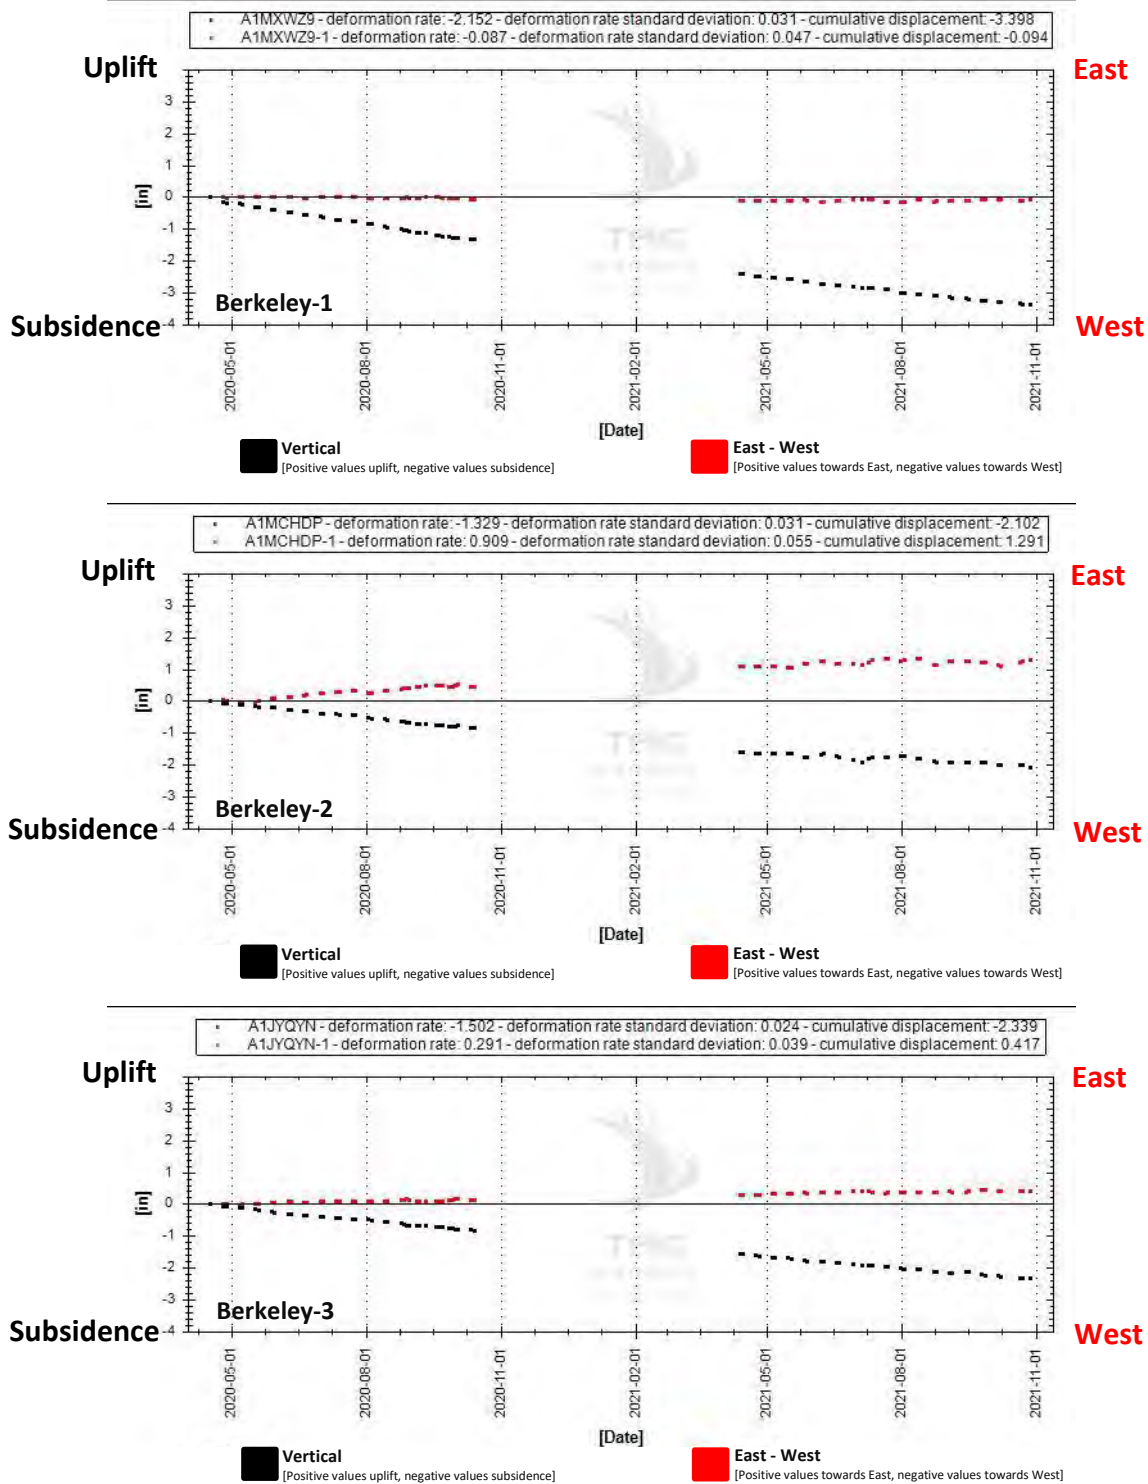 A1MXWZ9 - deformation rate: -2.152 - deformation rate standard deviation: 0.031 - cumulative displacement: -3.398
A1MXWZ9-1 - deformation rate: -0.087 - deformation rate standard deviation: 0.047 - cumulative displacement: -0.094
Uplift
East
3
2
1
0
[in]
-1
-2
-3
-4
TRE
Berkeley-1
Subsidence
West
2020-05-01
2020-08-01
2020-11-01
2021-02-01
2021-05-01
2021-08-01
2021-11-01
[Date]
Vertical
[Positive values uplift, negative values subsidence]
East - West
[Positive values towards East, negative values towards West]
A1MCHDP - deformation rate: -1.329 - deformation rate standard deviation: 0.031 - cumulative displacement: -2.102
A1MCHDP-1 - deformation rate: 0.909 - deformation rate standard deviation: 0.055 - cumulative displacement: 1.291
Uplift
East
3
2
1
0
[in]
-1
-2
-3
-4
TRE
Berkeley-2
Subsidence
West
2020-05-01
2020-08-01
2020-11-01
2021-02-01
2021-05-01
2021-08-01
2021-11-01
[Date]
Vertical
[Positive values uplift, negative values subsidence]
East - West
[Positive values towards East, negative values towards West]
A1JYQYN - deformation rate: -1.502 - deformation rate standard deviation: 0.024 - cumulative displacement: -2.339
A1JYQYN-1 - deformation rate: 0.291 - deformation rate standard deviation: 0.039 - cumulative displacement: 0.417
Uplift
East
3
2
1
0
[in]
-1
-2
-3
-4
TRE
Berkeley-3
Subsidence
West
2020-05-01
2020-08-01
2020-11-01
2021-02-01
2021-05-01
2021-08-01
2021-11-01
[Date]
Vertical
[Positive values uplift, negative values subsidence]
East - West
[Positive values towards East, negative values towards West]